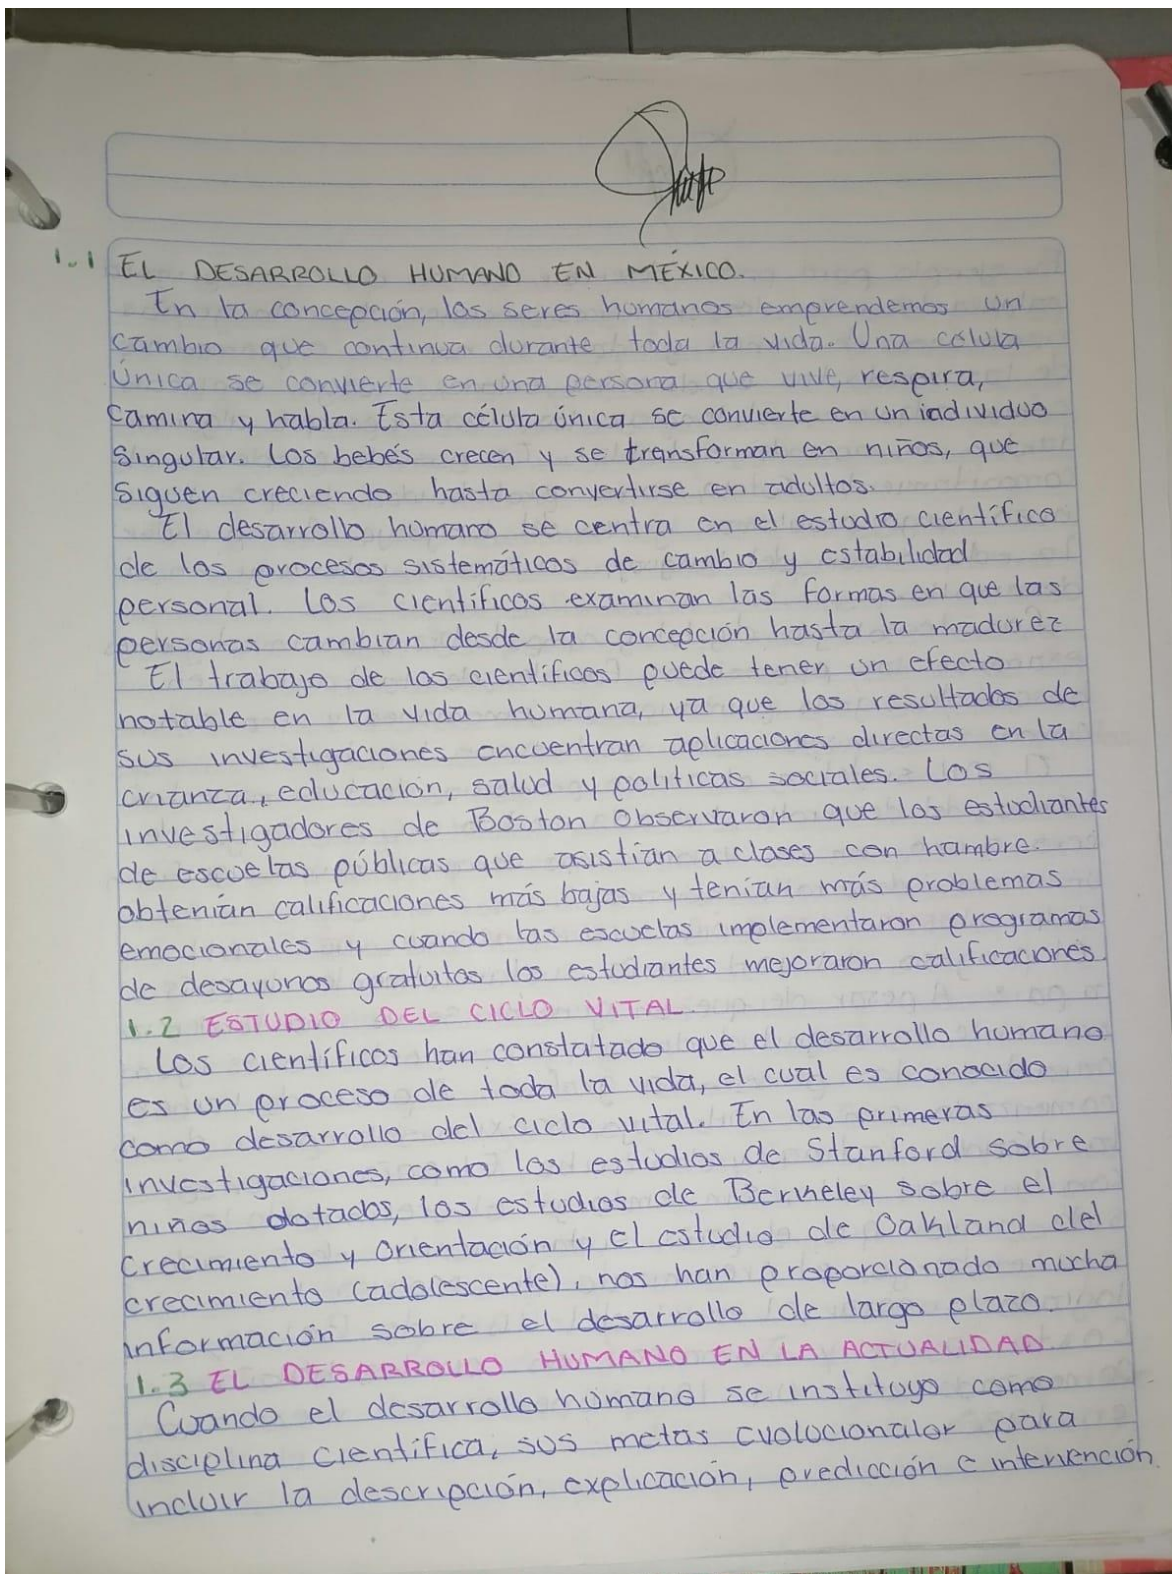 1.1 EL DESARROLLO HUMANO EN MÉXICO.
En la concepción, los seres humanos emprendemos un
cambio que continua durante toda la vida. Una célula
única se convierte en una persona que vive, respira,
camina y habla. Esta célula única se convierte en un individuo
singular. Los bebés crecen y se transforman en niños, que
siguen creciendo hasta convertirse en adultos.
El desarrollo humano se centra en el estudio científico
de los procesos sistemáticos de cambio y estabilidad
personal. Los científicos examinan las formas en que las
personas cambian desde la concepción hasta la madurez
El trabajo de los científicos puede tener un efecto
notable en la vida humana, ya que los resultados de
sus investigaciones encuentran aplicaciones directas en la
crianza, educación, salud y políticas sociales. Los
investigadores de Boston observaron que los estudiantes
de escuelas públicas que asistían a clases con hambre.
obtenían calificaciones más bajas y tenían más problemas
emocionales y cuando las escuelas implementaron programas
de desayunos gratuitos los estudiantes mejoraron calificaciones
1.2 ESTUDIO DEL CICLO VITAL.
Los científicos han constatado que el desarrollo humano
es un proceso de toda la vida, el cual es conocido
como desarrollo del ciclo vital. En las primeras
investigaciones, como los estudios de Stanford sobre
niños dotados, los estudios de Berkeley sobre el
crecimiento y orientación y el estudio de Oakland del
crecimiento (adolescente), nos han proporcionado mucha
información sobre el desarrollo de largo plazo.
1.3 EL DESARROLLO HUMANO EN LA ACTUALIDAD
Cuando el desarrollo humano se instituyo como
disciplina científica, sus metas evolucionalor para
incluir la descripción, explicación, predicción e intervención.